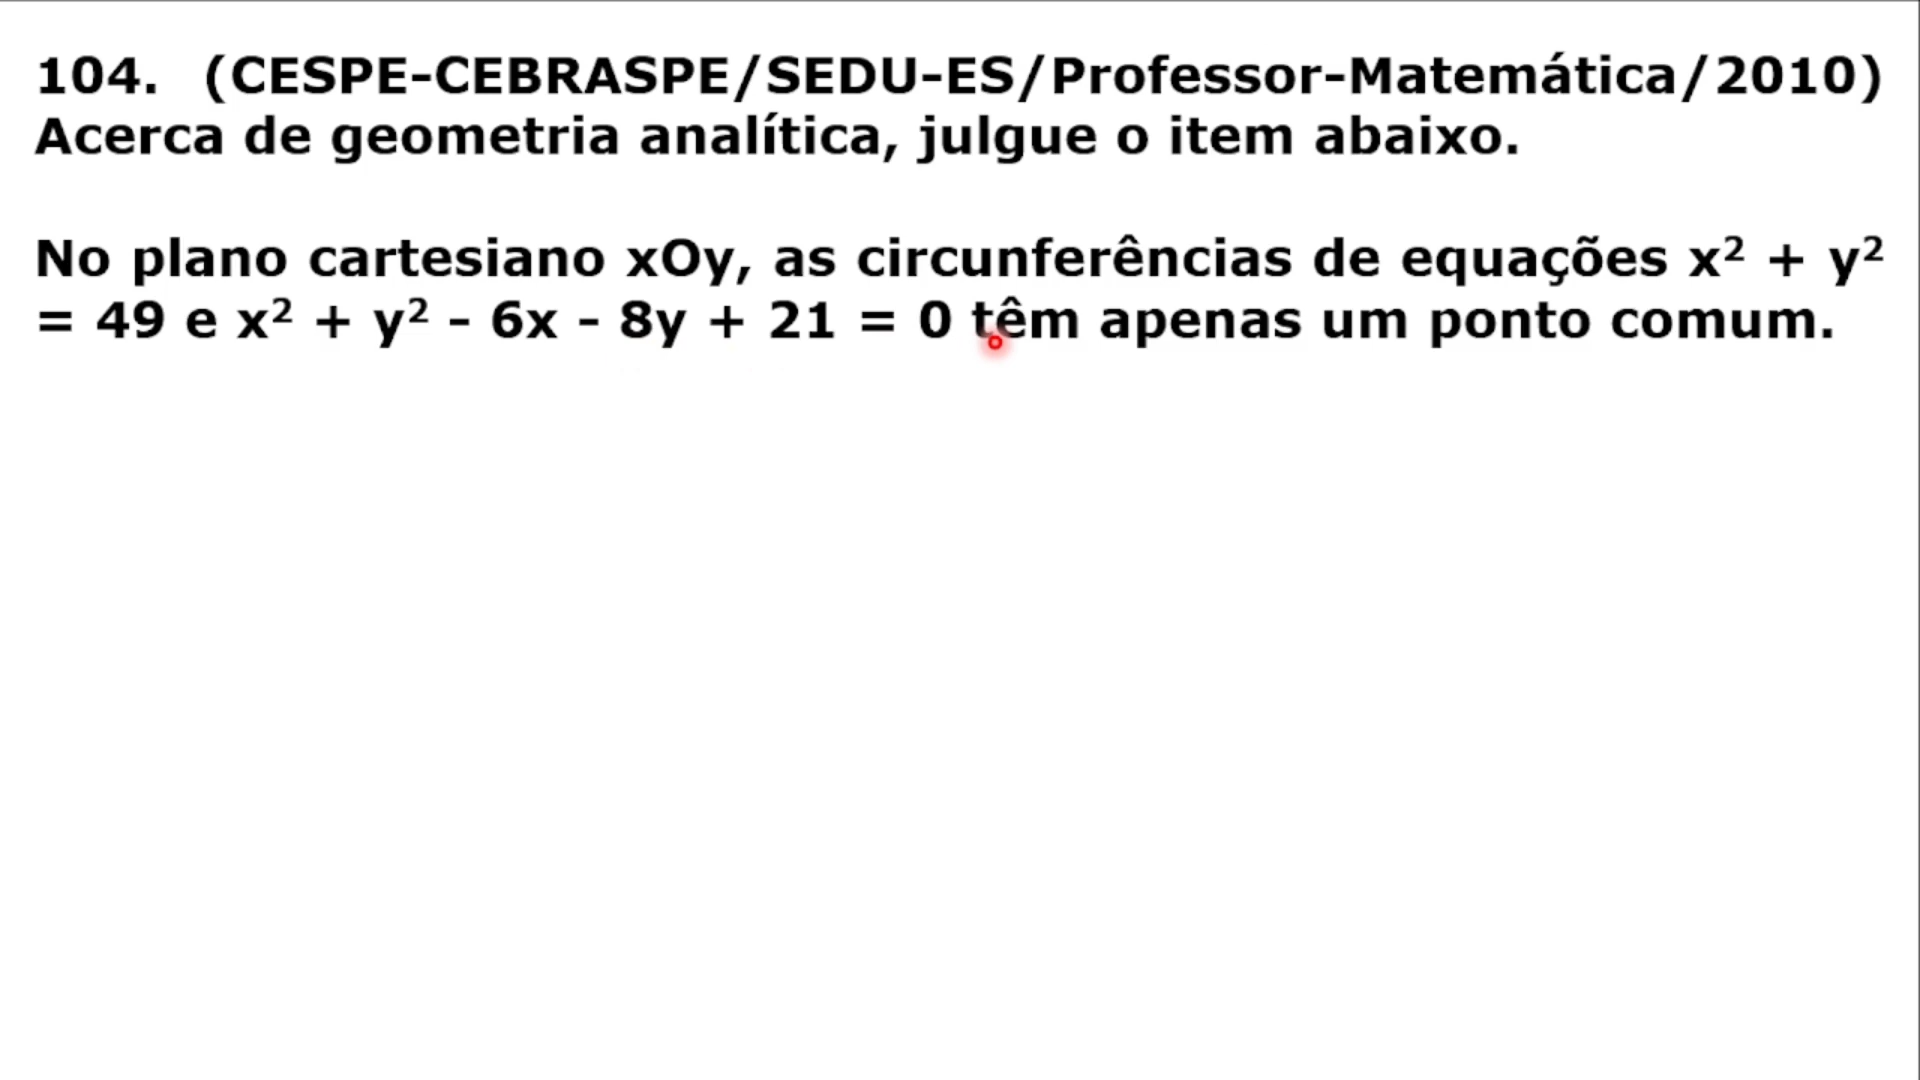 104. (CESPE-CEBRASPE/SEDU-ES/Professor-Matemática/2010)
Acerca de geometria analítica, julgue o item abaixo.
No plano cartesiano xOy, as circunferências de equações x² + y²
= 49 e x² + y² - 6x - 8y + 21 = 0 têm apenas um ponto comum.